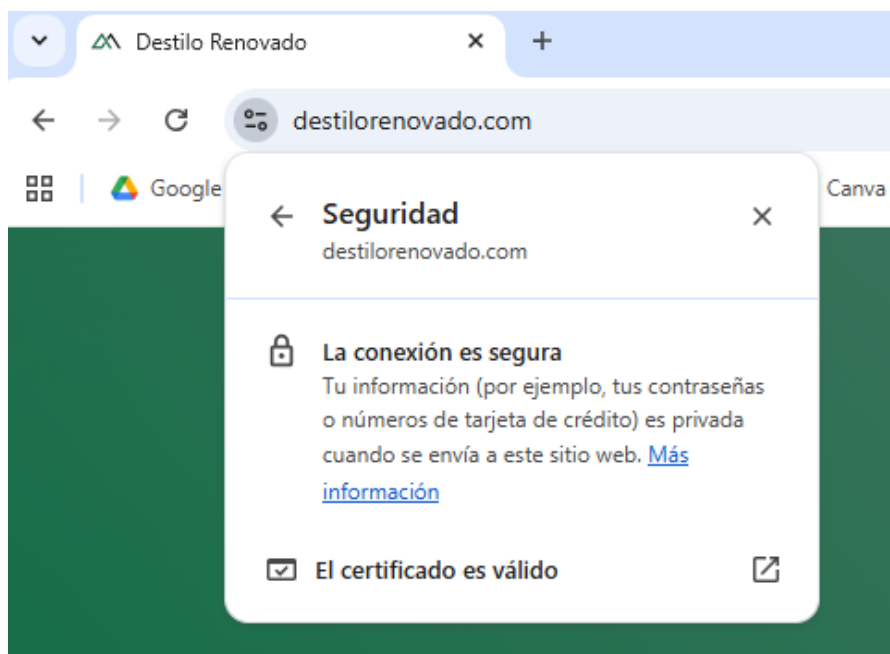 Destilo Renovado
destilorenovado.com
Google
Canva
Seguridad
destilorenovado.com
La conexión es segura
Tu información (por ejemplo, tus contraseñas
o números de tarjeta de crédito) es privada
cuando se envía a este sitio web. Más
información
El certificado es válido